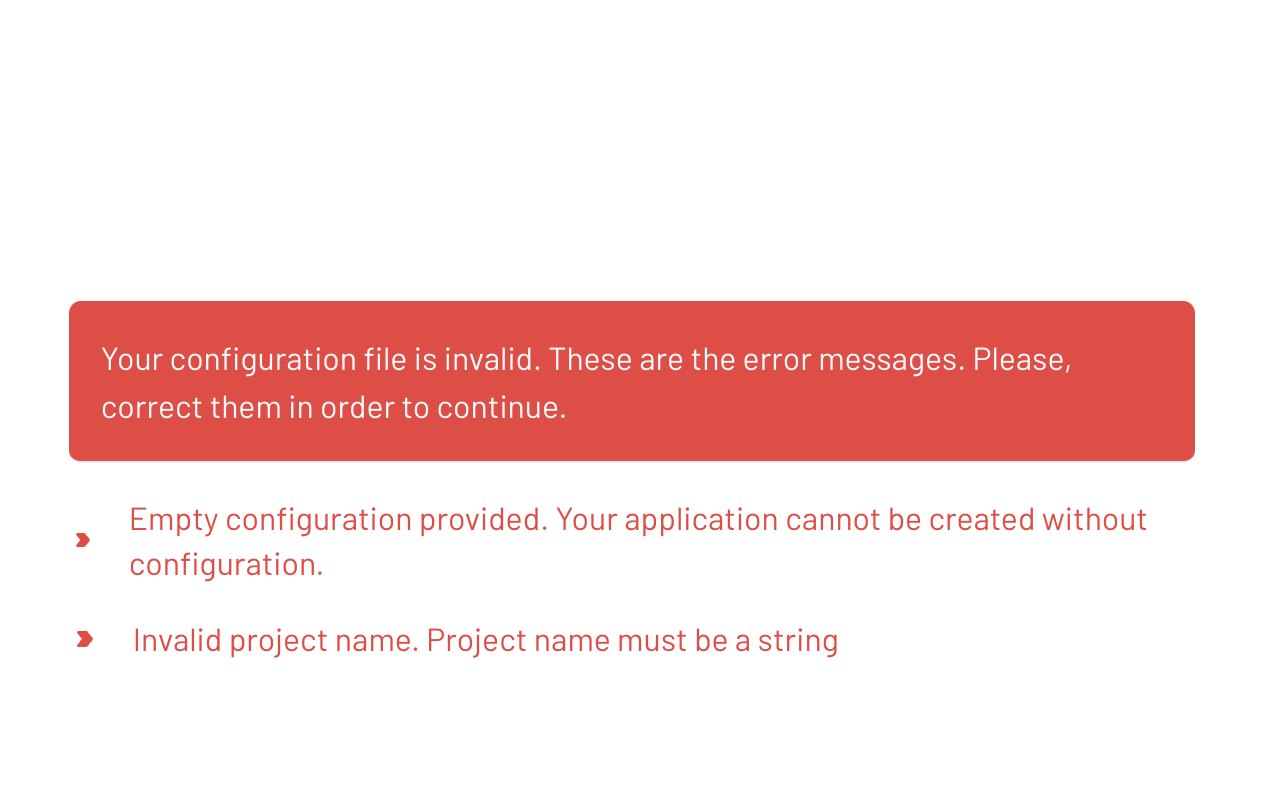 Your configuration file is invalid. These are the error messages. Please,
correct them in order to continue.
Empty configuration provided. Your application cannot be created without
configuration.
Invalid project name. Project name must be a string